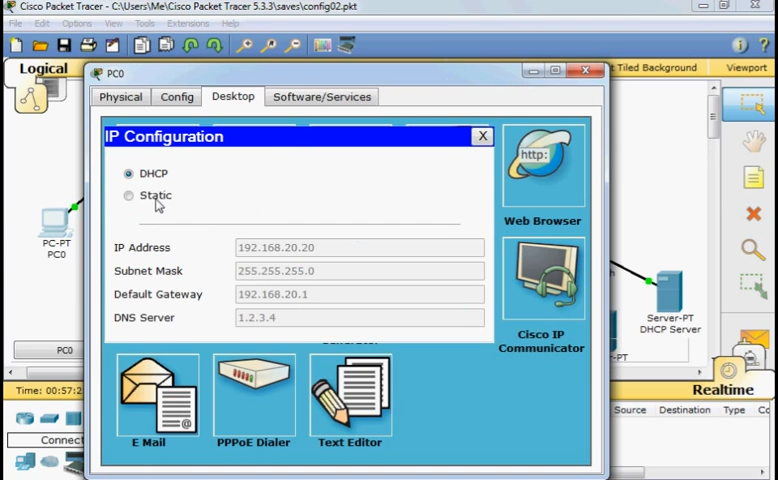 Cisco Packet Tracer - C:\Users\Me\Cisco Packet Tracer 5.3.3\saves\config02.pkt
File Edit Options View Tools Extensions Help
Logical
t Tiled Background Viewport
PC0
Physical Config Desktop Software/Services
IP Configuration X
DHCP
Static
IP Address 192.168.20.20
Subnet Mask 255.255.255.0
Default Gateway 192.168.20.1
DNS Server 1.2.3.4
http:
Web Browser
Cisco IP
Communicator
E Mail PPPoE Dialer Text Editor
PC-PT
PC0
PC0
Server-PT
DHCP Server
-PT
Time: 00:57:2
Realtime
Source Destination Type Co
Connect